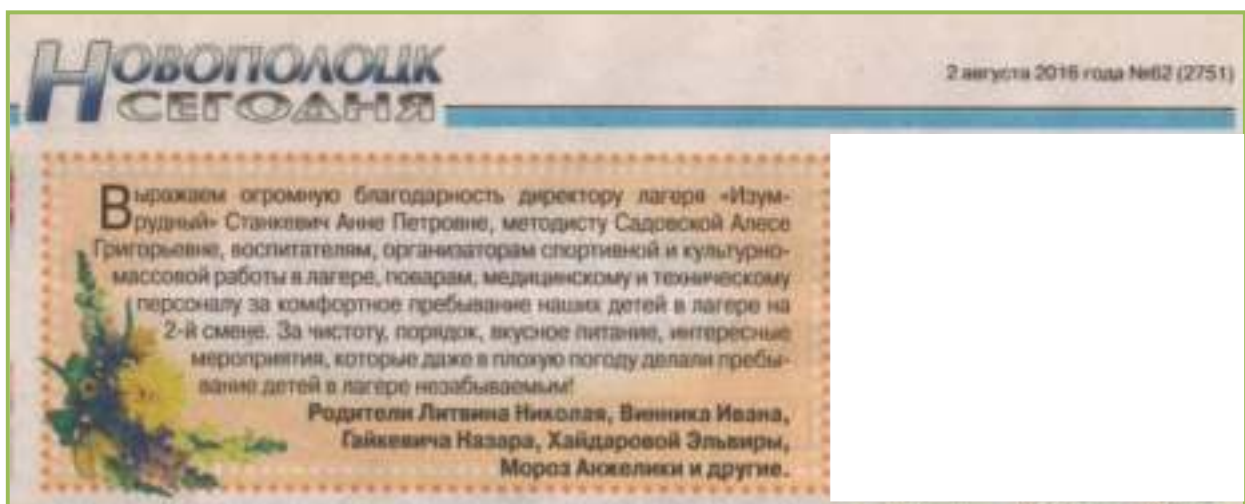 НОВОПОЛОЦК
СЕГОДНЯ
2 августа 2016 года №62 (2751)
Выражаем огромную благодарность директору лагеря «Изум-
рудный» Станкевич Анне Петровне, методисту Садовской Алесе
Григорьевне, воспитателям, организаторам спортивной и культурно-
массовой работы в лагере, поварам, медицинскому и техническому
персоналу за комфортное пребывание наших детей в лагере на
2-й смене. За чистоту, порядок, вкусное питание, интересные
мероприятия, которые даже в плохую погоду делали пребы-
вание детей в лагере незабываемым!
Родители Литвина Николая, Винника Ивана,
Гайкевича Назара, Хайдаровой Эльвиры,
Мороз Анжелики и другие.